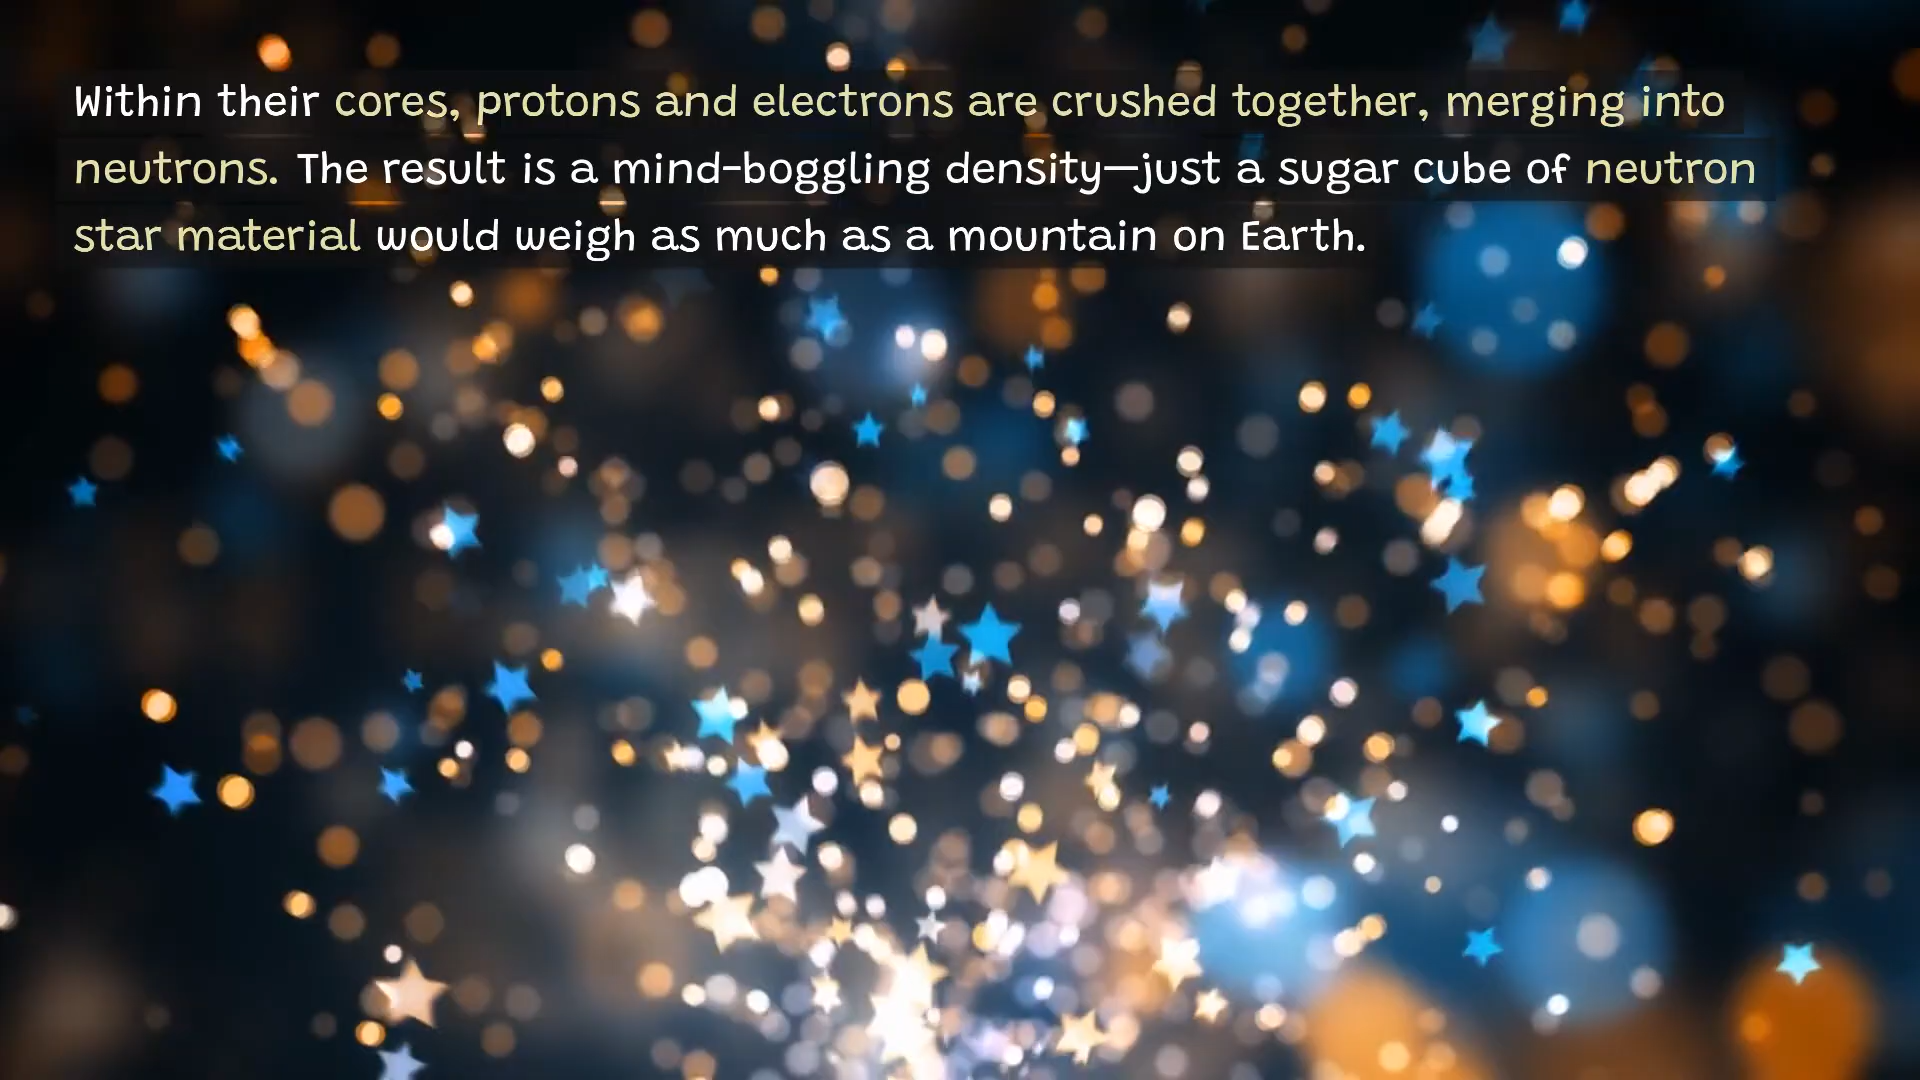 Within their cores, protons and electrons are crushed together, merging into
neutrons. The result is a mind-boggling density—just a sugar cube of neutron
star material would weigh as much as a mountain on Earth.